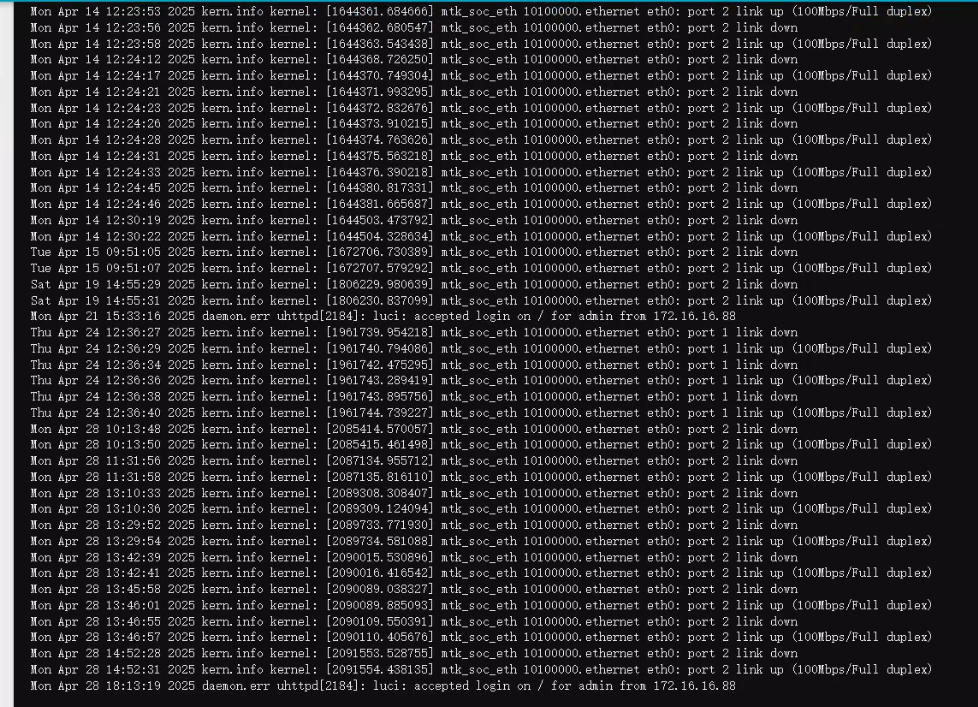 Mon Apr 14 12:23:53 2025 kern.info kernel: [1644361.684666] mtk_soc_eth 10100000.ethernet eth0: port 2 link up (100Mbps/Full duplex)
Mon Apr 14 12:23:56 2025 kern.info kernel: [1644362.680547] mtk_soc_eth 10100000.ethernet eth0: port 2 link down
Mon Apr 14 12:23:58 2025 kern.info kernel: [1644363.543438] mtk_soc_eth 10100000.ethernet eth0: port 2 link up (100Mbps/Full duplex)
Mon Apr 14 12:24:12 2025 kern.info kernel: [1644368.726250] mtk_soc_eth 10100000.ethernet eth0: port 2 link down
Mon Apr 14 12:24:17 2025 kern.info kernel: [1644370.749304] mtk_soc_eth 10100000.ethernet eth0: port 2 link up (100Mbps/Full duplex)
Mon Apr 14 12:24:21 2025 kern.info kernel: [1644371.993295] mtk_soc_eth 10100000.ethernet eth0: port 2 link down
Mon Apr 14 12:24:23 2025 kern.info kernel: [1644372.832676] mtk_soc_eth 10100000.ethernet eth0: port 2 link up (100Mbps/Full duplex)
Mon Apr 14 12:24:26 2025 kern.info kernel: [1644373.910215] mtk_soc_eth 10100000.ethernet eth0: port 2 link down
Mon Apr 14 12:24:28 2025 kern.info kernel: [1644374.763626] mtk_soc_eth 10100000.ethernet eth0: port 2 link up (100Mbps/Full duplex)
Mon Apr 14 12:24:31 2025 kern.info kernel: [1644375.563218] mtk_soc_eth 10100000.ethernet eth0: port 2 link down
Mon Apr 14 12:24:33 2025 kern.info kernel: [1644376.390218] mtk_soc_eth 10100000.ethernet eth0: port 2 link up (100Mbps/Full duplex)
Mon Apr 14 12:24:45 2025 kern.info kernel: [1644380.817331] mtk_soc_eth 10100000.ethernet eth0: port 2 link down
Mon Apr 14 12:24:46 2025 kern.info kernel: [1644381.665687] mtk_soc_eth 10100000.ethernet eth0: port 2 link up (100Mbps/Full duplex)
Mon Apr 14 12:30:19 2025 kern.info kernel: [1644503.473792] mtk_soc_eth 10100000.ethernet eth0: port 2 link down
Mon Apr 14 12:30:22 2025 kern.info kernel: [1644504.328634] mtk_soc_eth 10100000.ethernet eth0: port 2 link up (100Mbps/Full duplex)
Tue Apr 15 09:51:05 2025 kern.info kernel: [1672706.730389] mtk_soc_eth 10100000.ethernet eth0: port 2 link down
Tue Apr 15 09:51:07 2025 kern.info kernel: [1672707.579292] mtk_soc_eth 10100000.ethernet eth0: port 2 link up (100Mbps/Full duplex)
Sat Apr 19 14:55:29 2025 kern.info kernel: [1806229.980639] mtk_soc_eth 10100000.ethernet eth0: port 2 link down
Sat Apr 19 14:55:31 2025 kern.info kernel: [1806230.837099] mtk_soc_eth 10100000.ethernet eth0: port 2 link up (100Mbps/Full duplex)
Mon Apr 21 15:33:16 2025 daemon.err uhttpd[2184]: luci: accepted login on / for admin from 172.16.16.88
Thu Apr 24 12:36:27 2025 kern.info kernel: [1961739.954218] mtk_soc_eth 10100000.ethernet eth0: port 1 link down
Thu Apr 24 12:36:29 2025 kern.info kernel: [1961740.794086] mtk_soc_eth 10100000.ethernet eth0: port 1 link up (100Mbps/Full duplex)
Thu Apr 24 12:36:34 2025 kern.info kernel: [1961742.475295] mtk_soc_eth 10100000.ethernet eth0: port 1 link down
Thu Apr 24 12:36:36 2025 kern.info kernel: [1961743.289419] mtk_soc_eth 10100000.ethernet eth0: port 1 link up (100Mbps/Full duplex)
Thu Apr 24 12:36:38 2025 kern.info kernel: [1961743.895756] mtk_soc_eth 10100000.ethernet eth0: port 1 link down
Thu Apr 24 12:36:40 2025 kern.info kernel: [1961744.739227] mtk_soc_eth 10100000.ethernet eth0: port 1 link up (100Mbps/Full duplex)
Mon Apr 28 10:13:48 2025 kern.info kernel: [2085414.570057] mtk_soc_eth 10100000.ethernet eth0: port 2 link down
Mon Apr 28 10:13:50 2025 kern.info kernel: [2085415.461498] mtk_soc_eth 10100000.ethernet eth0: port 2 link up (100Mbps/Full duplex)
Mon Apr 28 11:31:56 2025 kern.info kernel: [2087134.955712] mtk_soc_eth 10100000.ethernet eth0: port 2 link down
Mon Apr 28 11:31:58 2025 kern.info kernel: [2087135.816110] mtk_soc_eth 10100000.ethernet eth0: port 2 link up (100Mbps/Full duplex)
Mon Apr 28 13:10:33 2025 kern.info kernel: [2089308.308407] mtk_soc_eth 10100000.ethernet eth0: port 2 link down
Mon Apr 28 13:10:36 2025 kern.info kernel: [2089309.124094] mtk_soc_eth 10100000.ethernet eth0: port 2 link up (100Mbps/Full duplex)
Mon Apr 28 13:29:52 2025 kern.info kernel: [2089733.771930] mtk_soc_eth 10100000.ethernet eth0: port 2 link down
Mon Apr 28 13:29:54 2025 kern.info kernel: [2089734.581088] mtk_soc_eth 10100000.ethernet eth0: port 2 link up (100Mbps/Full duplex)
Mon Apr 28 13:42:39 2025 kern.info kernel: [2090015.530896] mtk_soc_eth 10100000.ethernet eth0: port 2 link down
Mon Apr 28 13:42:41 2025 kern.info kernel: [2090016.416542] mtk_soc_eth 10100000.ethernet eth0: port 2 link up (100Mbps/Full duplex)
Mon Apr 28 13:45:58 2025 kern.info kernel: [2090089.038327] mtk_soc_eth 10100000.ethernet eth0: port 2 link down
Mon Apr 28 13:46:01 2025 kern.info kernel: [2090089.885093] mtk_soc_eth 10100000.ethernet eth0: port 2 link up (100Mbps/Full duplex)
Mon Apr 28 13:46:55 2025 kern.info kernel: [2090109.550391] mtk_soc_eth 10100000.ethernet eth0: port 2 link down
Mon Apr 28 13:46:57 2025 kern.info kernel: [2090110.405676] mtk_soc_eth 10100000.ethernet eth0: port 2 link up (100Mbps/Full duplex)
Mon Apr 28 14:52:28 2025 kern.info kernel: [2091553.528755] mtk_soc_eth 10100000.ethernet eth0: port 2 link down
Mon Apr 28 14:52:31 2025 kern.info kernel: [2091554.438135] mtk_soc_eth 10100000.ethernet eth0: port 2 link up (100Mbps/Full duplex)
Mon Apr 28 18:13:19 2025 daemon.err uhttpd[2184]: luci: accepted login on / for admin from 172.16.16.88